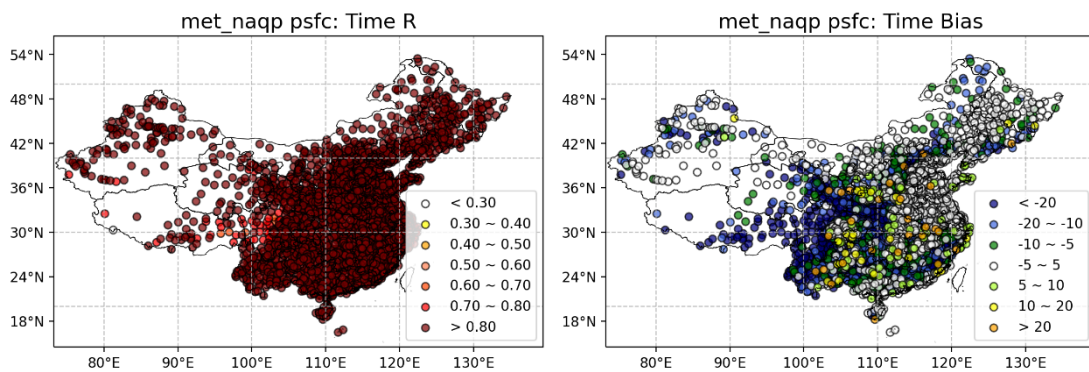 met_naqp psfc: Time R
54°N
48°N
42°N
36°N
30°N
24°N
18°N
80°E 90°E 100°E 110°E 120°E 130°E
< 0.30
0.30 ~ 0.40
0.40 ~ 0.50
0.50 ~ 0.60
0.60 ~ 0.70
0.70 ~ 0.80
> 0.80
met_naqp psfc: Time Bias
54°N
48°N
42°N
36°N
30°N
24°N
18°N
80°E 90°E 100°E 110°E 120°E 130°E
< -20
-20 ~ -10
-10 ~ -5
-5 ~ 5
5 ~ 10
10 ~ 20
> 20